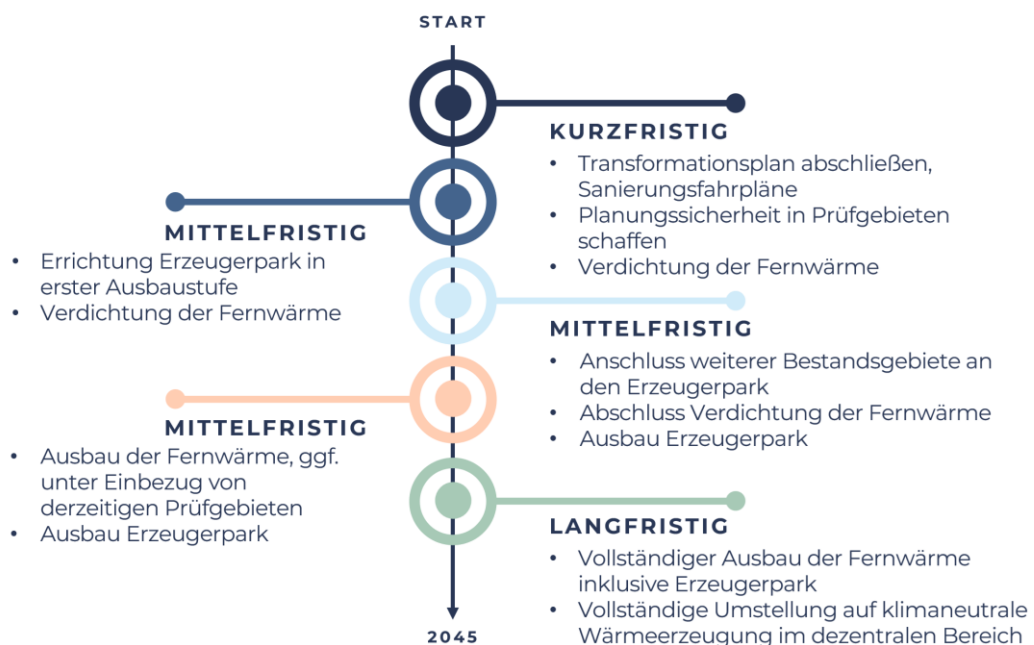 START
KURZFRISTIG
• Transformationsplan abschließen,
Sanierungsfahrpläne
• Planungssicherheit in Prüfgebieten
schaffen
• Verdichtung der Fernwärme
MITTELFRISTIG
• Errichtung Erzeugerpark in
erster Ausbaustufe
• Verdichtung der Fernwärme
MITTELFRISTIG
• Anschluss weiterer Bestandsgebiete an
den Erzeugerpark
• Abschluss Verdichtung der Fernwärme
• Ausbau Erzeugerpark
MITTELFRISTIG
• Ausbau der Fernwärme, ggf.
unter Einbezug von
derzeitigen Prüfgebieten
• Ausbau Erzeugerpark
LANGFRISTIG
• Vollständiger Ausbau der Fernwärme
inklusive Erzeugerpark
• Vollständige Umstellung auf klimaneutrale
Wärmeerzeugung im dezentralen Bereich
2045